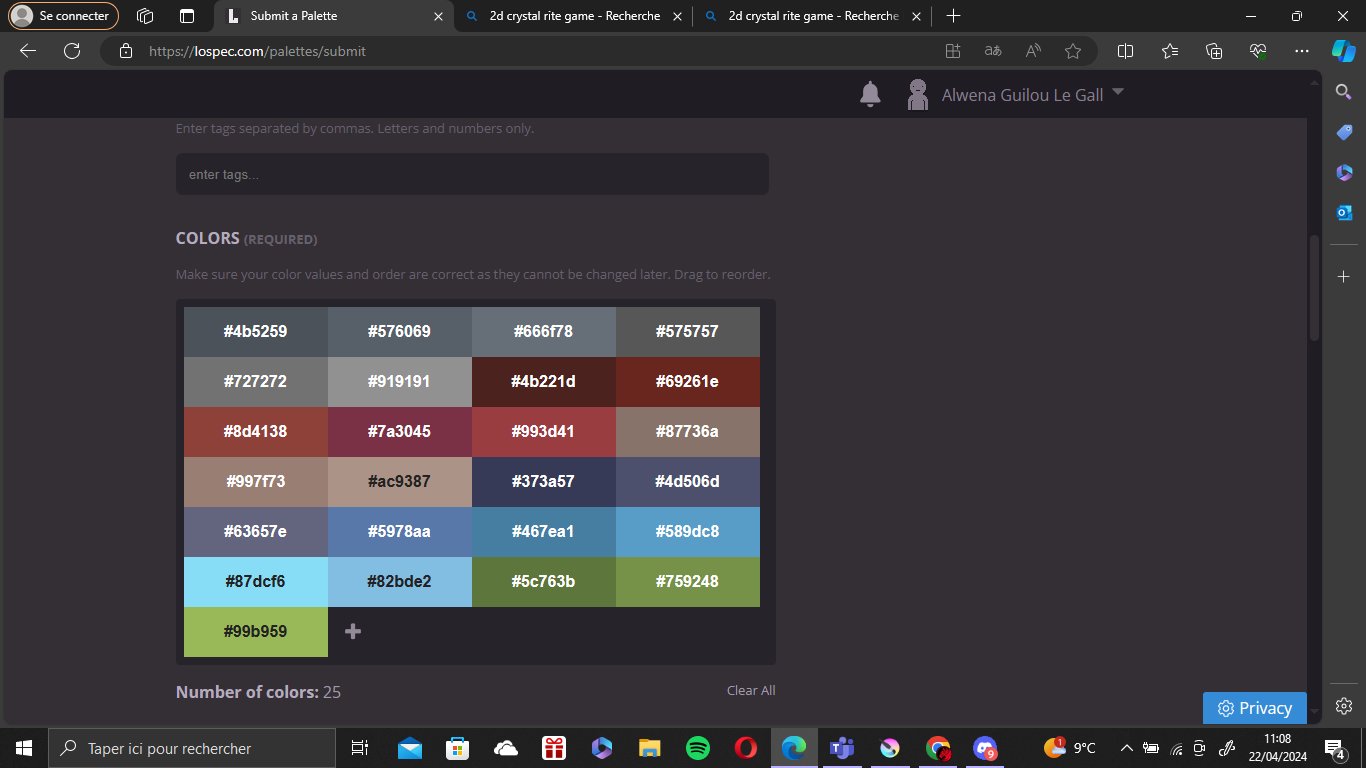 Se connecter
Submit a Palette
2d crystal rite game - Recherche
2d crystal rite game - Recherche
https://lospec.com/palettes/submit
Alwena Guilou Le Gall
Enter tags separated by commas. Letters and numbers only.
enter tags...
COLORS (REQUIRED)
Make sure your color values and order are correct as they cannot be changed later. Drag to reorder.
#4b5259 #576069 #666f78 #575757
#727272 #919191 #4b221d #69261e
#8d4138 #7a3045 #993d41 #87736a
#997f73 #ac9387 #373a57 #4d506d
#63657e #5978aa #467ea1 #589dc8
#87dcf6 #82bde2 #5c763b #759248
#99b959
Number of colors: 25 Clear All
Privacy
Taper ici pour rechercher
9
1
9°C
11:08
22/04/2024
4